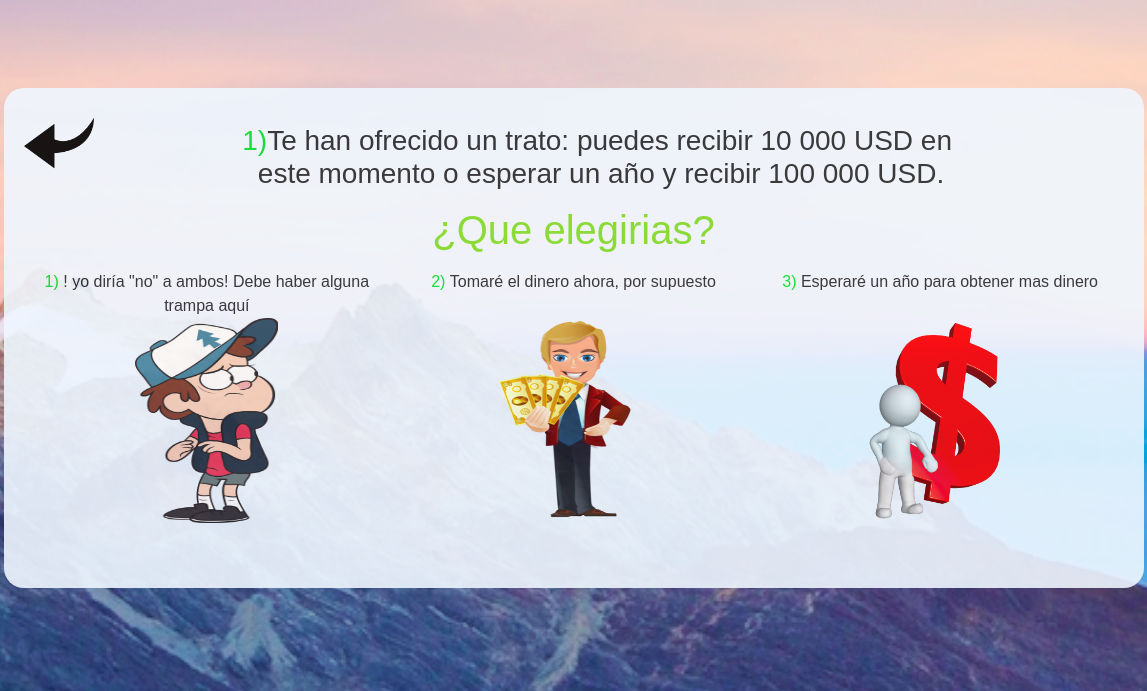 1)Te han ofrecido un trato: puedes recibir 10 000 USD en
este momento o esperar un año y recibir 100 000 USD.
¿Que elegirias?
1) ! yo diría "no" a ambos! Debe haber alguna
trampa aquí
2) Tomaré el dinero ahora, por supuesto
3) Esperaré un año para obtener mas dinero